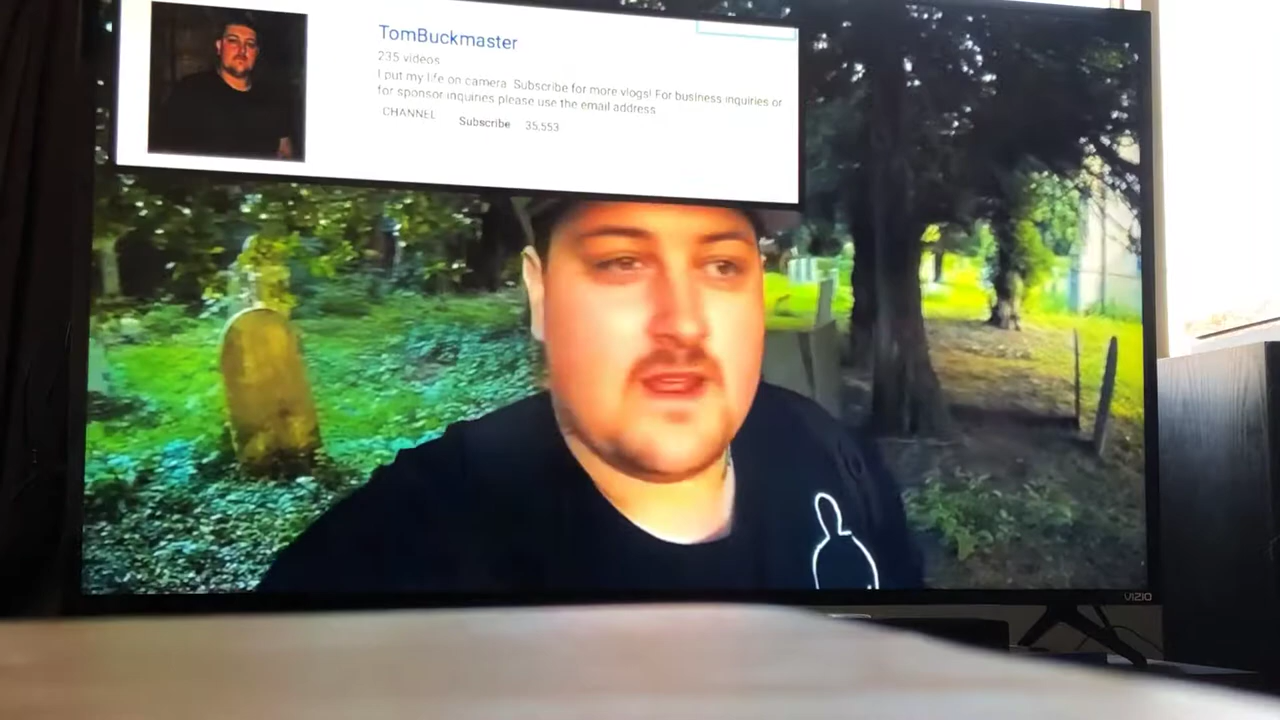 TomBuckmaster
235 videos
I put my life on camera. Subscribe for more vlogs! For business inquiries or
for sponsor inquiries please use the email address
CHANNEL Subscribe 35,553
VIZIO